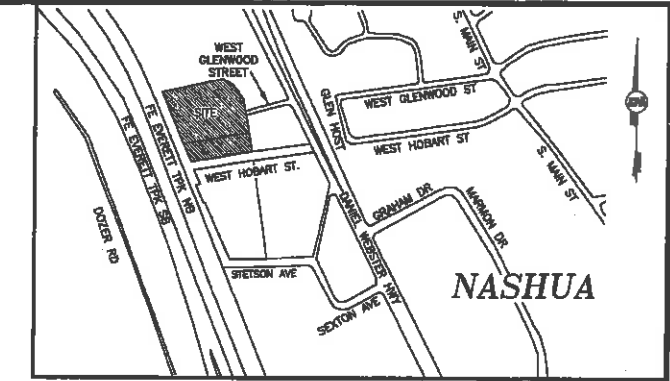 WEST
GLENWOOD
STREET
S. MAIN ST
SITE
GLEN HOST
WEST GLENWOOD ST
FE EVERETT TPK NB
FE EVERETT TPK SB
WEST HOBART ST
WEST HOBART ST.
S. MAIN ST
DOZER RD
DANIEL WEBSTER HWY
GRAHAM DR
MARMON DR
STETSON AVE
NASHUA
SEXTON AVE